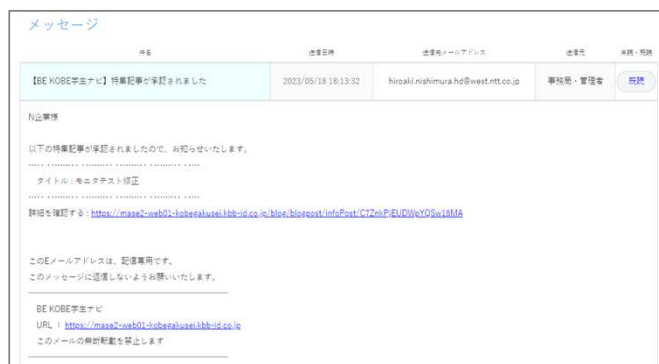 メッセージ
件名 送信日時 送信先メールアドレス 送信元 未読・既読
【BE KOBE学生ナビ】特集記事が承認されました 2023/05/18 18:13:32 hiroaki.nishimura.hd@west.ntt.co.jp 事務局・管理者 既読
N企業様
以下の特集記事が承認されましたので、お知らせいたします。
タイトル : モニタテスト修正
詳細を確認する : https://mase2-web01-kobegakusei.kbb-id.co.jp/blog/blogpost/infoPost/C7ZnkPjEUDWpYQSw18MA
このEメールアドレスは、配信専用です。
このメッセージに返信しないようお願いいたします。
BE KOBE学生ナビ
URL : https://mase2-web01-kobegakusei.kbb-id.co.jp
このメールの無断転載を禁止します